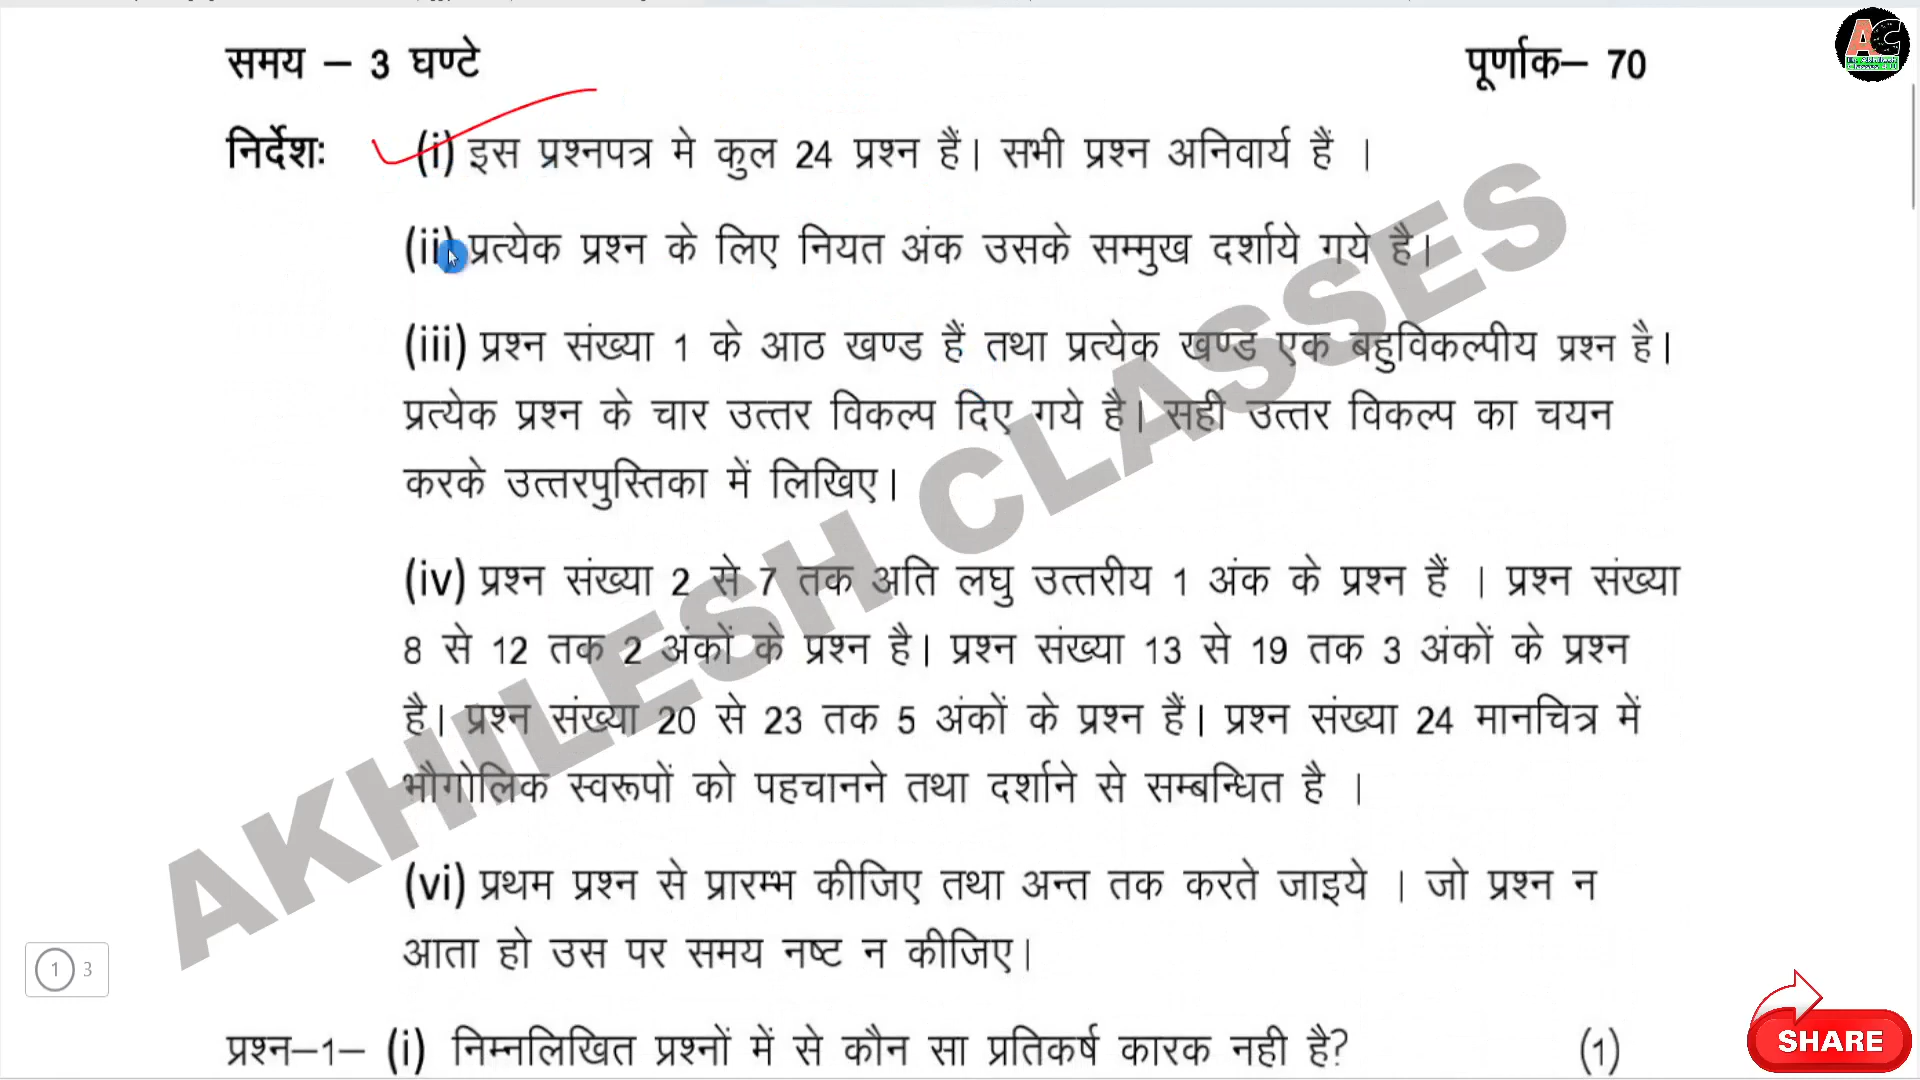 समय – 3 घण्टे
पूर्णाक– 70
निर्देशः (i) इस प्रश्नपत्र मे कुल 24 प्रश्न हैं। सभी प्रश्न अनिवार्य हैं ।
(ii) प्रत्येक प्रश्न के लिए नियत अंक उसके सम्मुख दर्शाये गये है।
(iii) प्रश्न संख्या 1 के आठ खण्ड हैं तथा प्रत्येक खण्ड एक बहुविकल्पीय प्रश्न है।
प्रत्येक प्रश्न के चार उत्तर विकल्प दिए गये है। सही उत्तर विकल्प का चयन
करके उत्तरपुस्तिका में लिखिए।
(iv) प्रश्न संख्या 2 से 7 तक अति लघु उत्तरीय 1 अंक के प्रश्न हैं । प्रश्न संख्या
8 से 12 तक 2 अंकों के प्रश्न है। प्रश्न संख्या 13 से 19 तक 3 अंकों के प्रश्न
है। प्रश्न संख्या 20 से 23 तक 5 अंकों के प्रश्न हैं। प्रश्न संख्या 24 मानचित्र में
भौगोलिक स्वरूपों को पहचानने तथा दर्शाने से सम्बन्धित है ।
(vi) प्रथम प्रश्न से प्रारम्भ कीजिए तथा अन्त तक करते जाइये । जो प्रश्न न
आता हो उस पर समय नष्ट न कीजिए।
प्रश्न–1– (i) निम्नलिखित प्रश्नों में से कौन सा प्रतिकर्ष कारक नही है? (1)
AKHILESH CLASSES
AC
1 3
SHARE